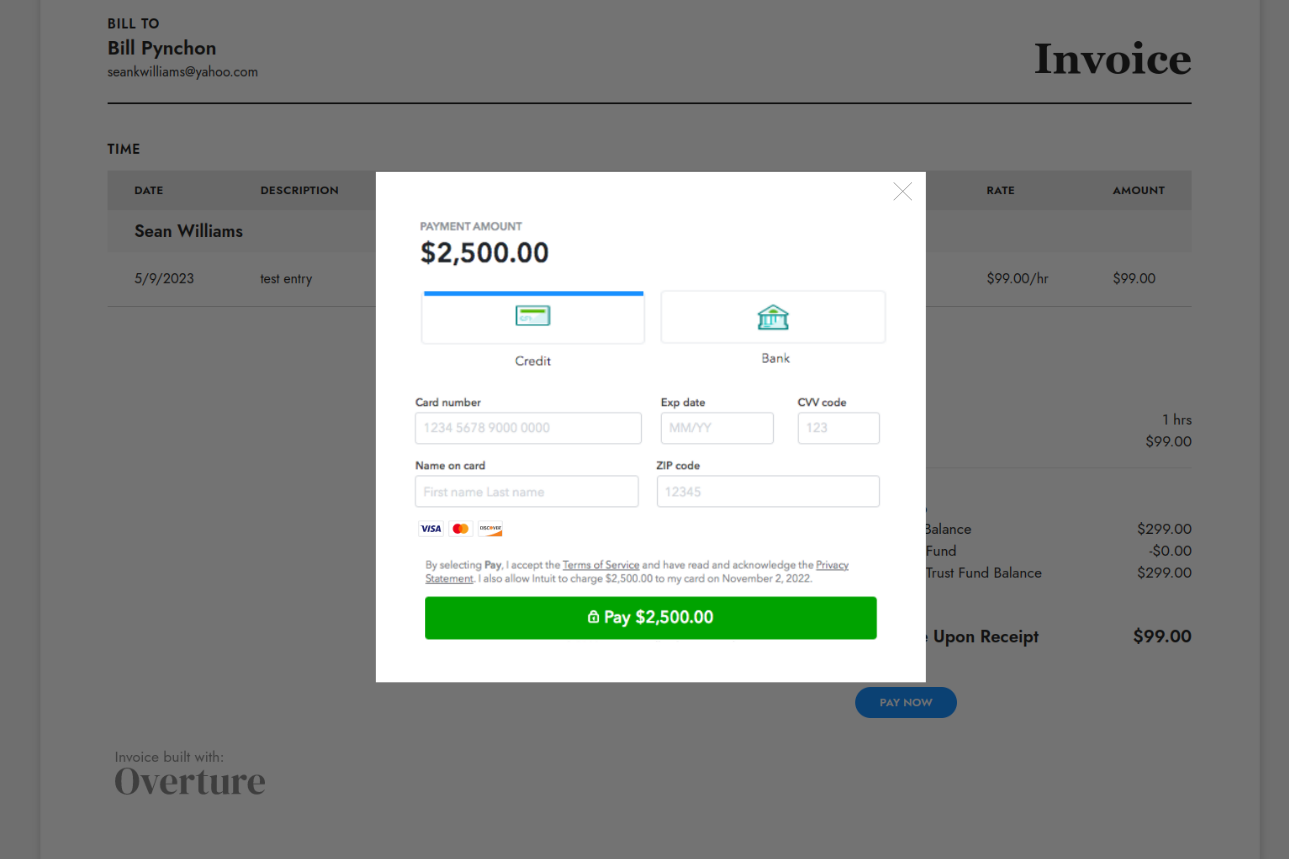 BILL TO
Bill Pynchon
seankwilliams@yahoo.com
Invoice
TIME
DATE DESCRIPTION RATE AMOUNT
Sean Williams
5/9/2023 test entry $99.00/hr $99.00
PAYMENT AMOUNT
$2,500.00
Credit
Bank
Card number Exp date CVV code
1234 5678 9000 0000 MM/YY 123
Name on card ZIP code
First name Last name 12345
VISA DISCOVER
By selecting Pay, I accept the Terms of Service and have read and acknowledge the Privacy
Statement. I also allow Intuit to charge $2,500.00 to my card on November 2, 2022.
Pay $2,500.00
1 hrs
$99.00
Balance $299.00
Fund -$0.00
Trust Fund Balance $299.00
Upon Receipt $99.00
PAY NOW
Invoice built with:
Overture